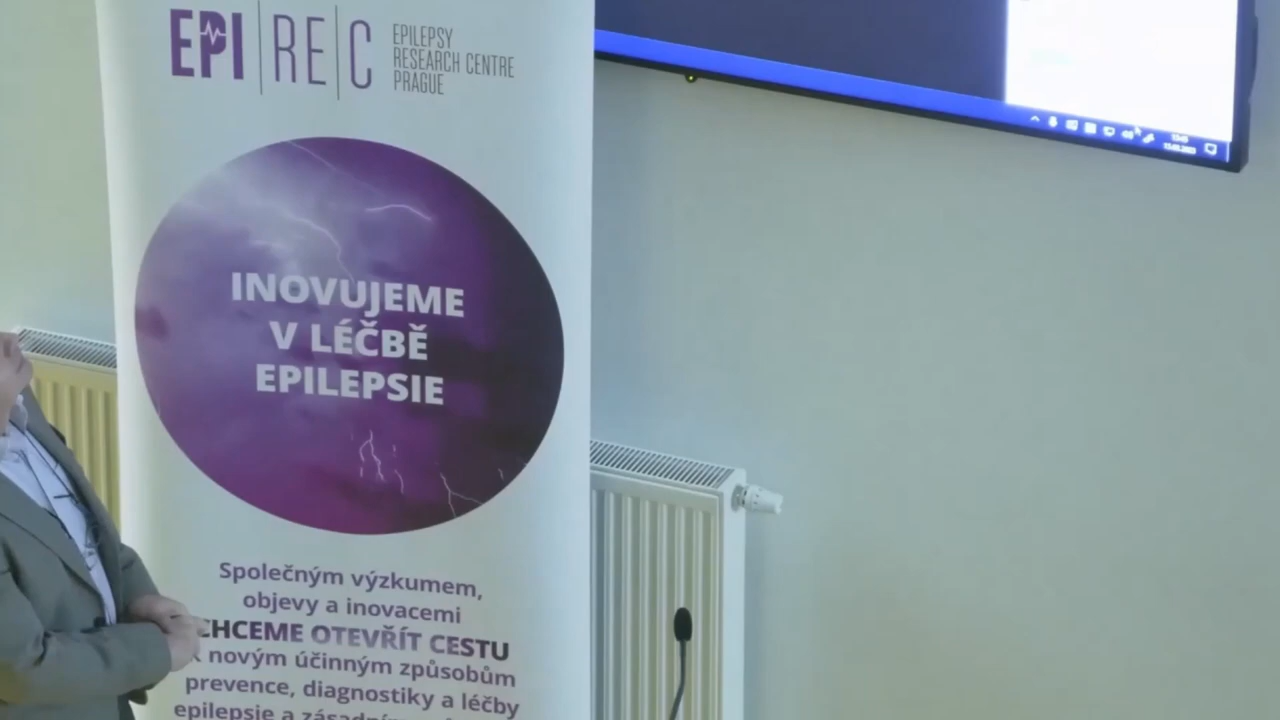 EPI RE C
EPILEPSY
RESEARCH CENTRE
PRAGUE
INOVUJEME
V LÉČBĚ
EPILEPSIE
Společným výzkumem,
objevy a inovacemi
CHCEME OTEVŘÍT CESTU
k novým účinným způsobům
prevence, diagnostiky a léčby
epilepsie a zásadním